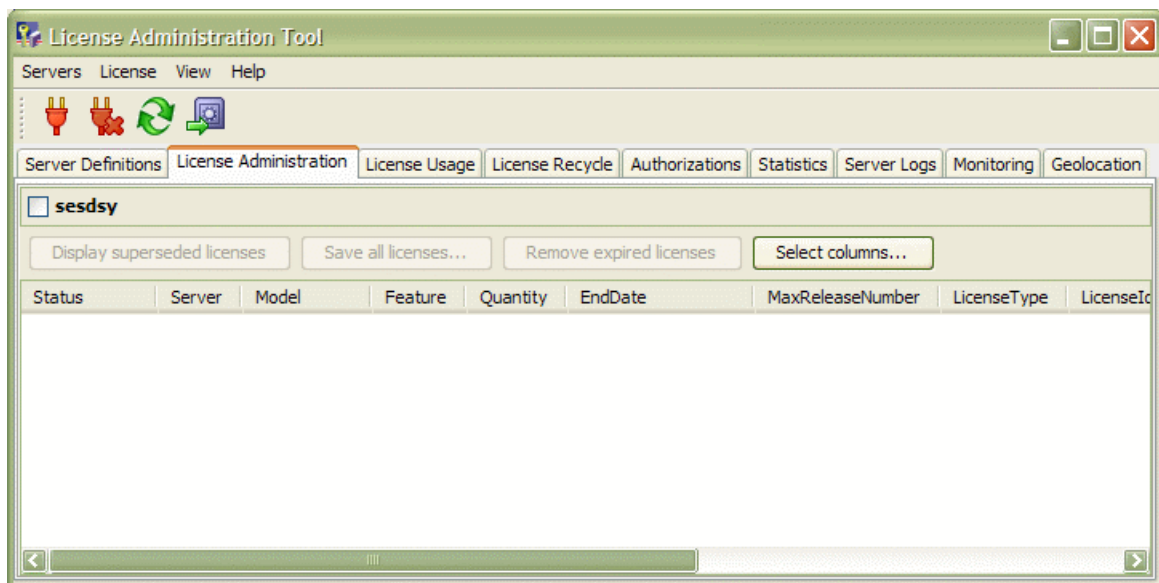 License Administration Tool
Servers License View Help
Server Definitions License Administration License Usage License Recycle Authorizations Statistics Server Logs Monitoring Geolocation
sesdsy
Display superseded licenses Save all licenses... Remove expired licenses Select columns...
Status Server Model Feature Quantity EndDate MaxReleaseNumber LicenseType LicenseId